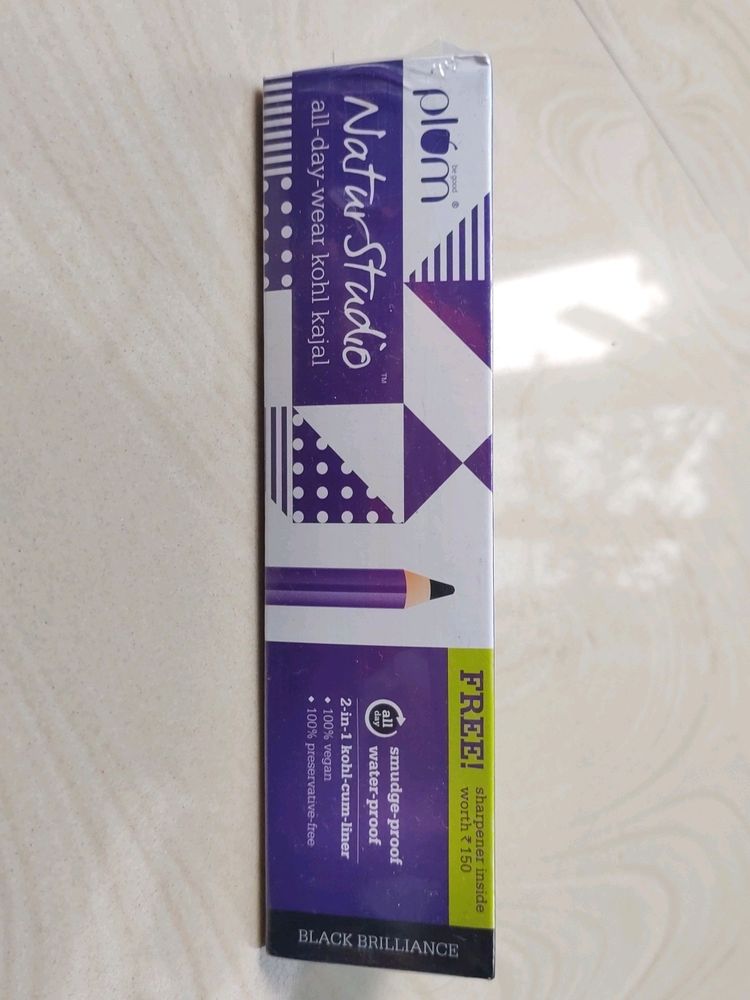 plum
be good ®
NaturStudio ™
all-day-wear kohl kajal
FREE! sharpener inside
worth ₹ 150
all
day
smudge-proof
water-proof
2-in-1 kohl-cum-liner
• 100% vegan
• 100% preservative-free
BLACK BRILLIANCE